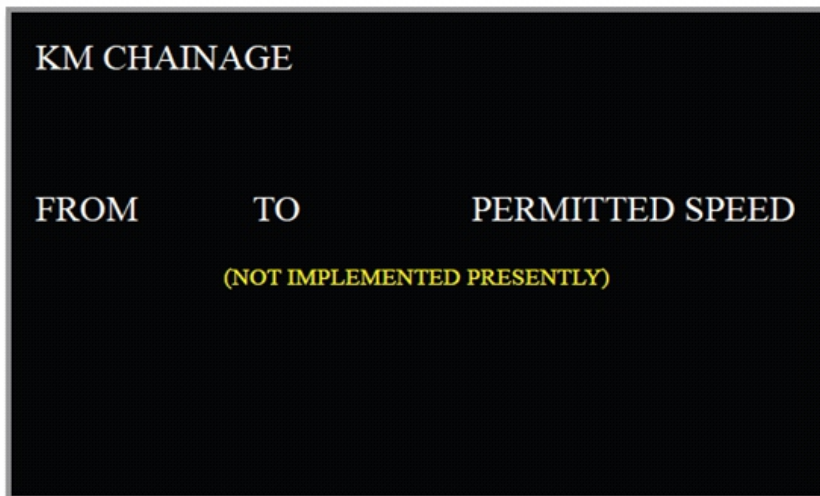 KM CHAINAGE
FROM TO PERMITTED SPEED
(NOT IMPLEMENTED PRESENTLY)